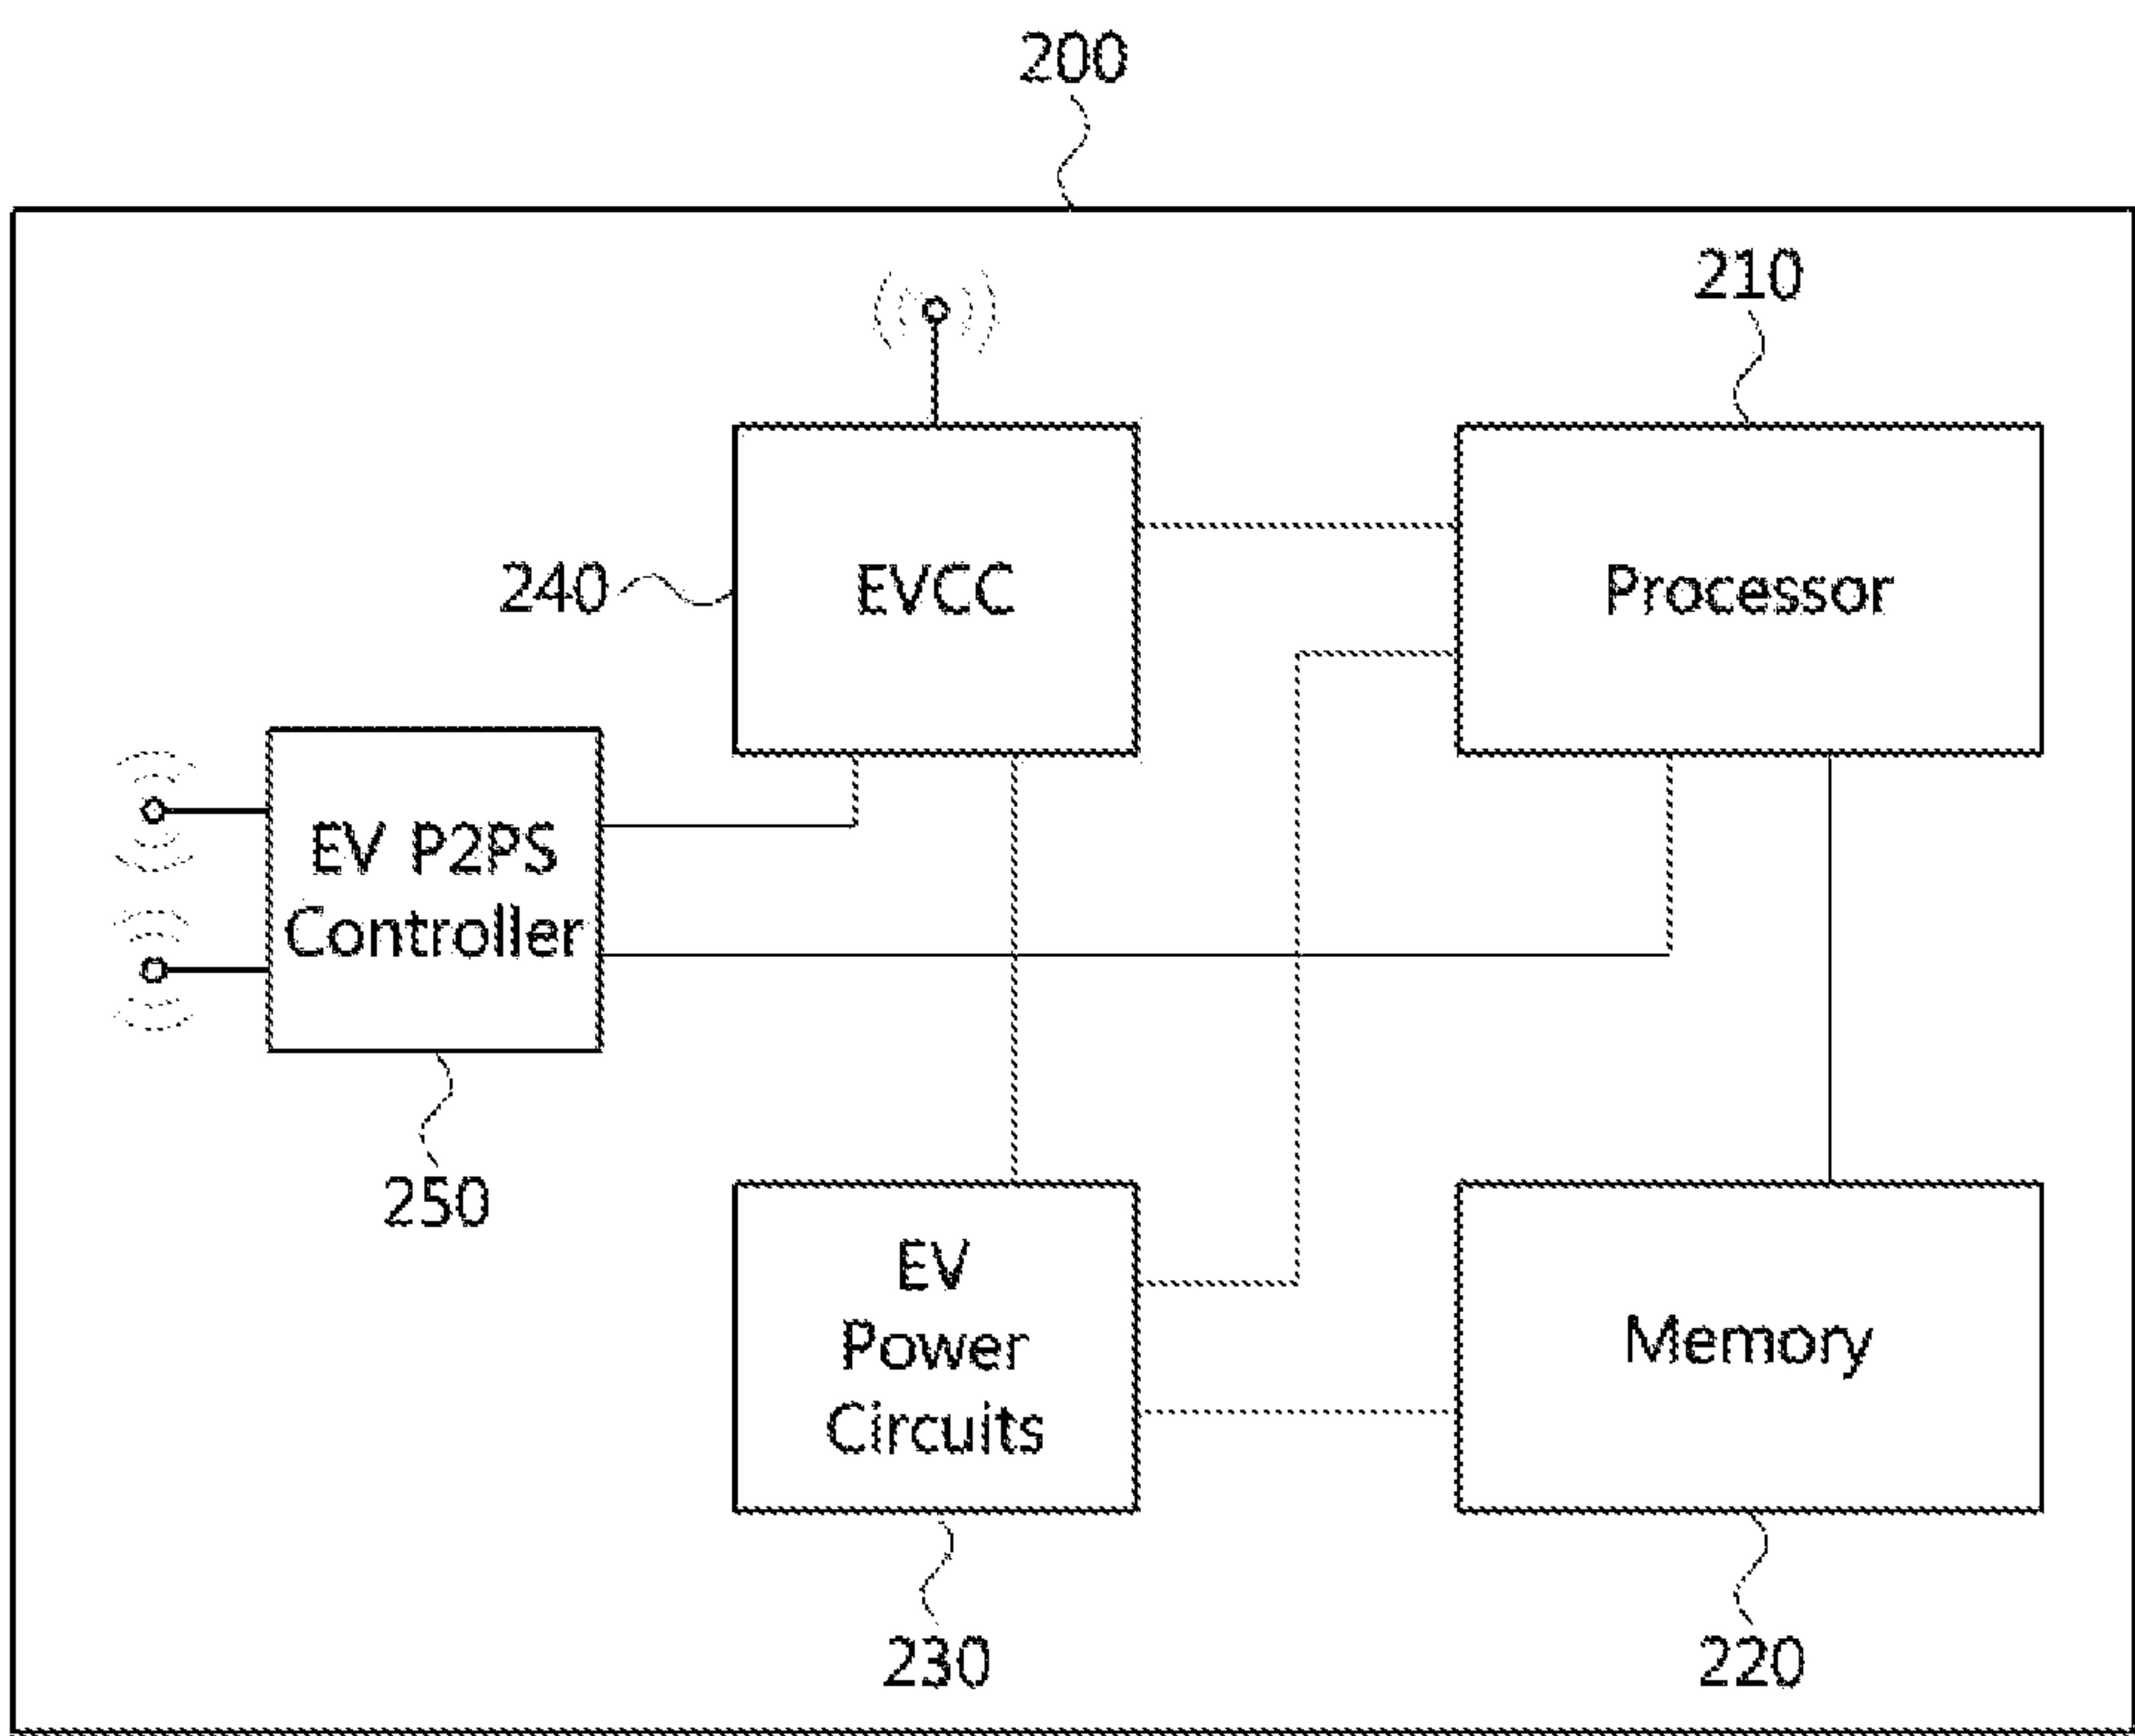 200
210
240
EVCC
Processor
EV P2PS
Controller
250
EV
Power
Circuits
Memory
230
220